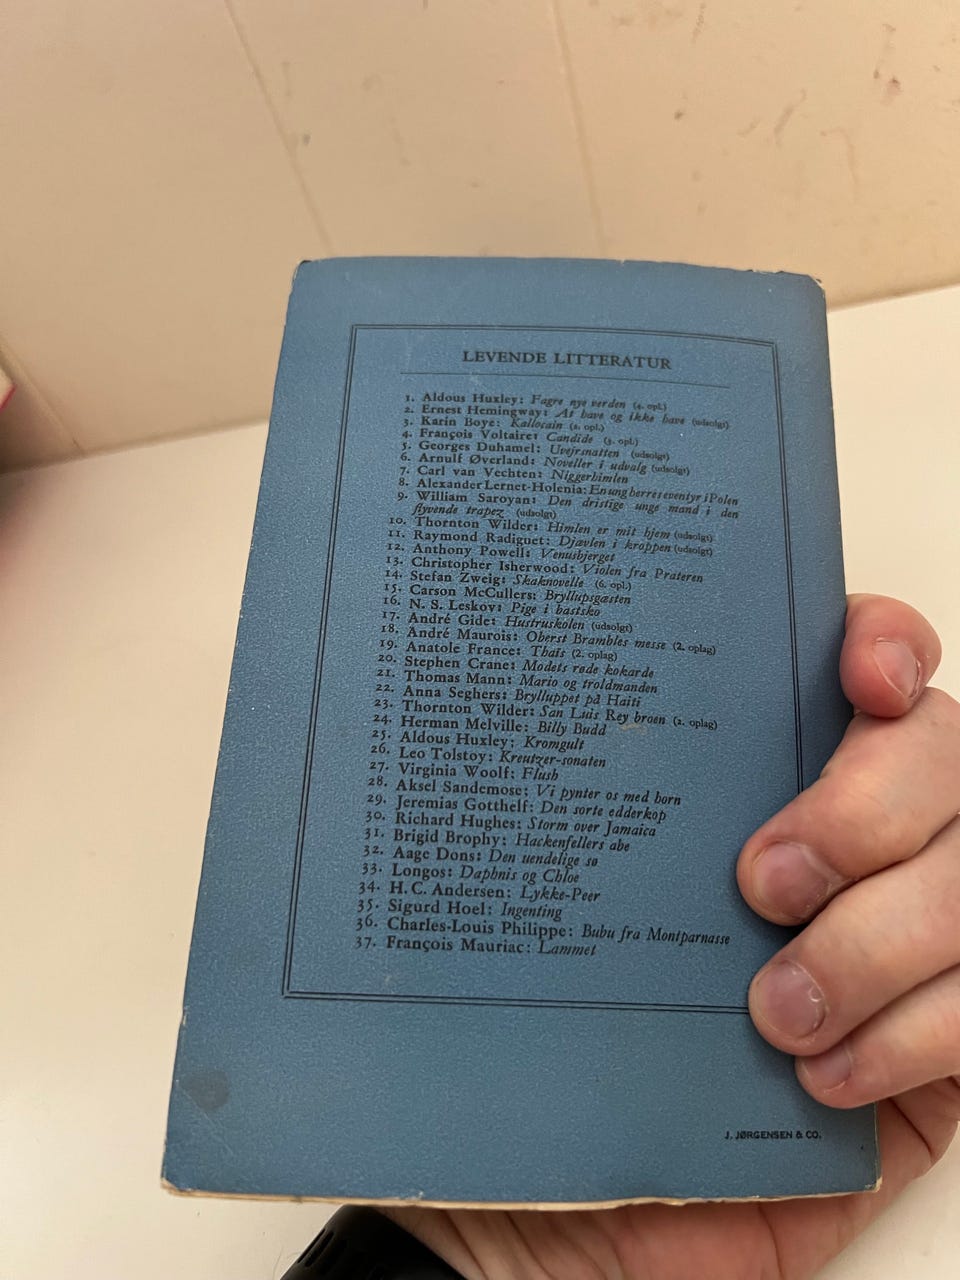 LEVENDE LITTERATUR
1. Aldous Huxley: Fagre nye verden (4. opl.)
2. Ernest Hemingway: At have og ikke have (udsolgt)
3. Karin Boye: Kallocain (2. opl.)
4. François Voltaire: Candide (3. opl.)
5. Georges Duhamel: Uvejrsnatten (udsolgt)
6. Arnulf Øverland: Noveller i udvalg (udsolgt)
7. Carl van Vechten: Niggerhimlen
8. Alexander Lernet-Holenia: En ung herres eventyr i Polen
9. William Saroyan: Den dristige unge mand i den
flyvende trapez (udsolgt)
10. Thornton Wilder: Himlen er mit hjem (udsolgt)
11. Raymond Radiguet: Djævlen i kroppen (udsolgt)
12. Anthony Powell: Venusbjerget
13. Christopher Isherwood: Violen fra Prateren
14. Stefan Zweig: Skaknovelle (6. opl.)
15. Carson McCullers: Bryllupsgæsten
16. N. S. Leskov: Pige i bastsko
17. André Gide: Hustruskolen (udsolgt)
18. André Maurois: Oberst Brambles messe (2. oplag)
19. Anatole France: Thaïs (2. oplag)
20. Stephen Crane: Modets røde kokarde
21. Thomas Mann: Mario og troldmanden
22. Anna Seghers: Brylluppet på Haiti
23. Thornton Wilder: San Luis Rey broen (2. oplag)
24. Herman Melville: Billy Budd
25. Aldous Huxley: Kromgult
26. Leo Tolstoy: Kreutzer-sonaten
27. Virginia Woolf: Flush
28. Aksel Sandemose: Vi pynter os med horn
29. Jeremias Gotthelf: Den sorte edderkop
30. Richard Hughes: Storm over Jamaica
31. Brigid Brophy: Hackenfellers abe
32. Aage Dons: Den uendelige sø
33. Longos: Daphnis og Chloe
34. H. C. Andersen: Lykke-Peer
35. Sigurd Hoel: Ingenting
36. Charles-Louis Philippe: Bubu fra Montparnasse
37. François Mauriac: Lammet
J. JØRGENSEN & CO.